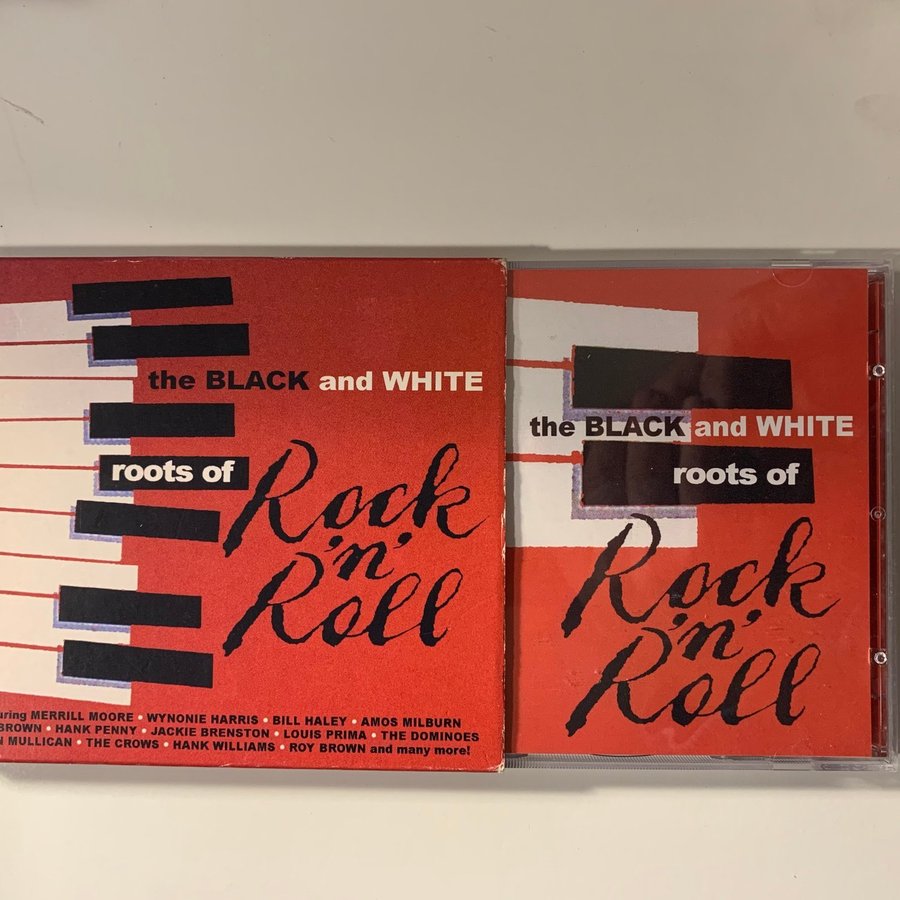 the BLACK and WHITE
roots of
Rock
'n'
Roll
MERRILL MOORE • WYNONIE HARRIS • BILL HALEY • AMOS MILBURN
BROWN • HANK PENNY • JACKIE BRENSTON • LOUIS PRIMA • THE DOMINOES
MULLICAN • THE CROWS • HANK WILLIAMS • ROY BROWN and many more!
the BLACK and WHITE
roots of
Rock
'n'
Roll